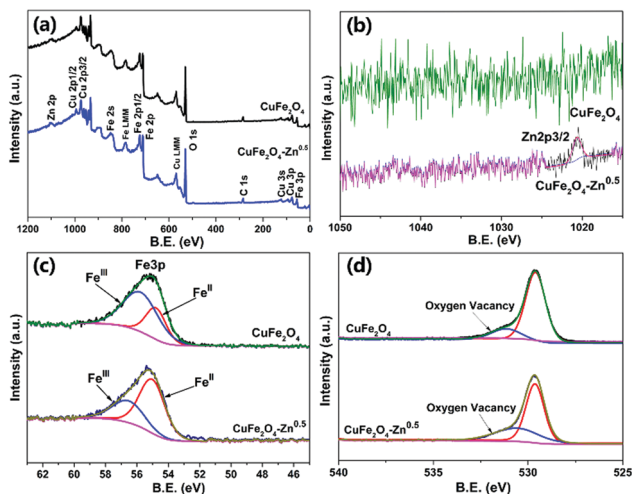 (a)
Zn 2p
Cu 2p1/2
Cu 2p3/2
Fe 2s
Fe LMM
Fe 2p1/2
Fe 2p
Cu LMM
O 1s
C 1s
Cu 3s
Cu 3p
Fe 3p
CuFe₂O₄
CuFe₂O₄-Zn⁰·⁵
Intensity (a.u.)
1200 1000 800 600 400 200 0
B.E. (eV)
(b)
CuFe₂O₄
Zn2p3/2
CuFe₂O₄-Zn⁰·⁵
Intensity (a.u.)
1050 1040 1030 1020
B.E. (eV)
(c)
Fe3p
Feᴵᴵᴵ
Feᴵᴵ
CuFe₂O₄
Feᴵᴵᴵ
Feᴵᴵ
CuFe₂O₄-Zn⁰·⁵
Intensity (a.u.)
62 60 58 56 54 52 50 48 46
B.E. (eV)
(d)
Oxygen Vacancy
CuFe₂O₄
Oxygen Vacancy
CuFe₂O₄-Zn⁰·⁵
Intensity (a.u.)
540 535 530 525
B.E. (eV)